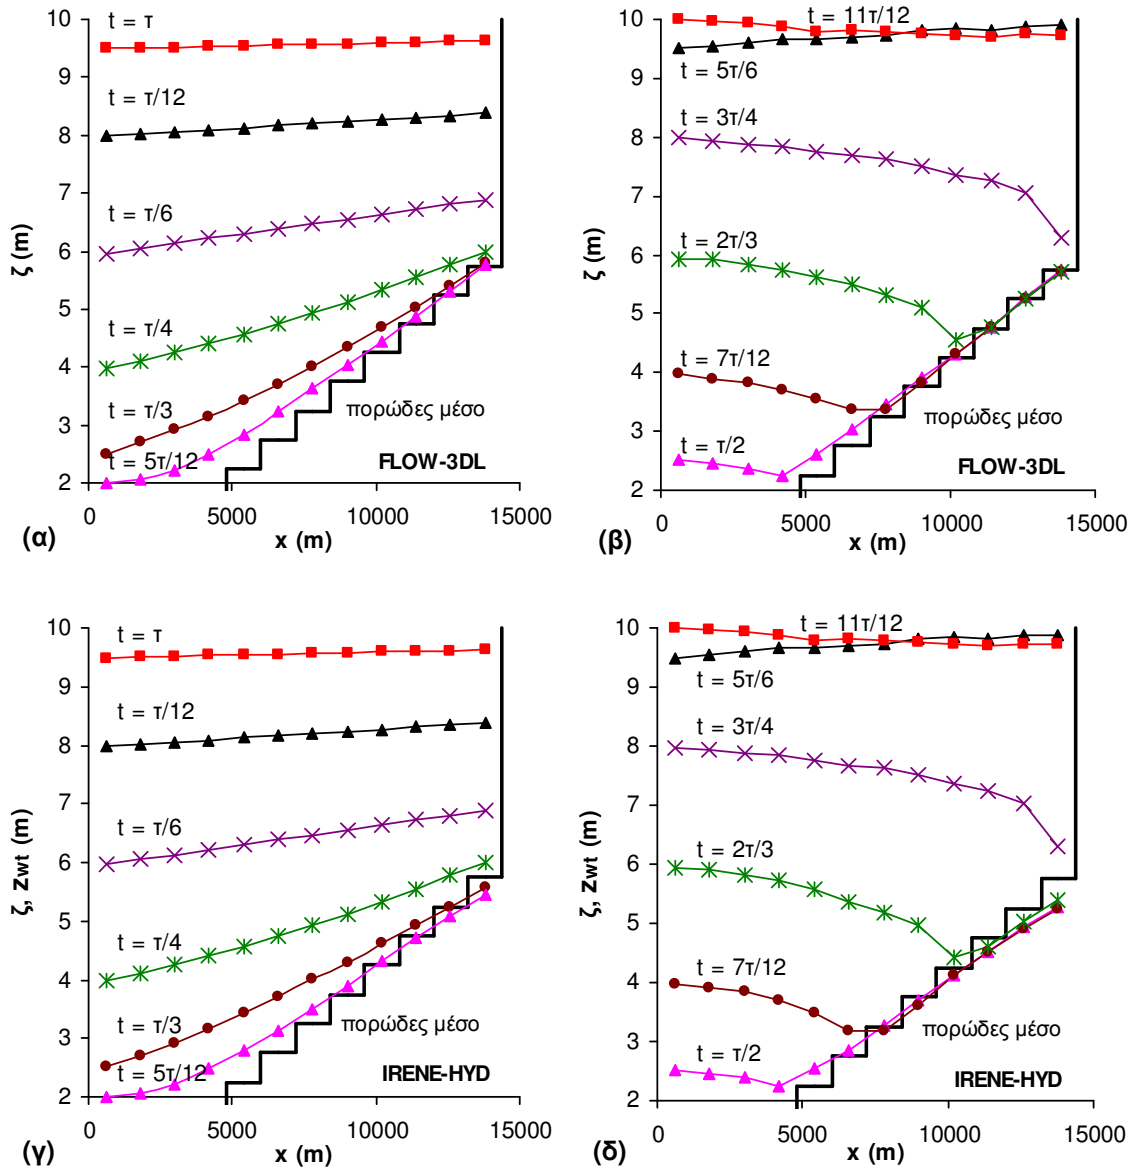 10
9
8
7
6
5
4
3
2
ζ (m)
t = τ
t = τ/12
t = τ/6
t = τ/4
t = τ/3
t = 5τ/12
πορώδες μέσο
FLOW-3DL
0 5000 10000 15000
x (m)
(α)
10
9
8
7
6
5
4
3
2
ζ (m)
t = 11τ/12
t = 5τ/6
t = 3τ/4
t = 2τ/3
t = 7τ/12
t = τ/2
πορώδες μέσο
FLOW-3DL
0 5000 10000 15000
x (m)
(β)
10
9
8
7
6
5
4
3
2
ζ, zwt (m)
t = τ
t = τ/12
t = τ/6
t = τ/4
t = τ/3
t = 5τ/12
πορώδες μέσο
IRENE-HYD
0 5000 10000 15000
x (m)
(γ)
10
9
8
7
6
5
4
3
2
ζ, zwt (m)
t = 11τ/12
t = 5τ/6
t = 3τ/4
t = 2τ/3
t = 7τ/12
t = τ/2
πορώδες μέσο
IRENE-HYD
0 5000 10000 15000
x (m)
(δ)